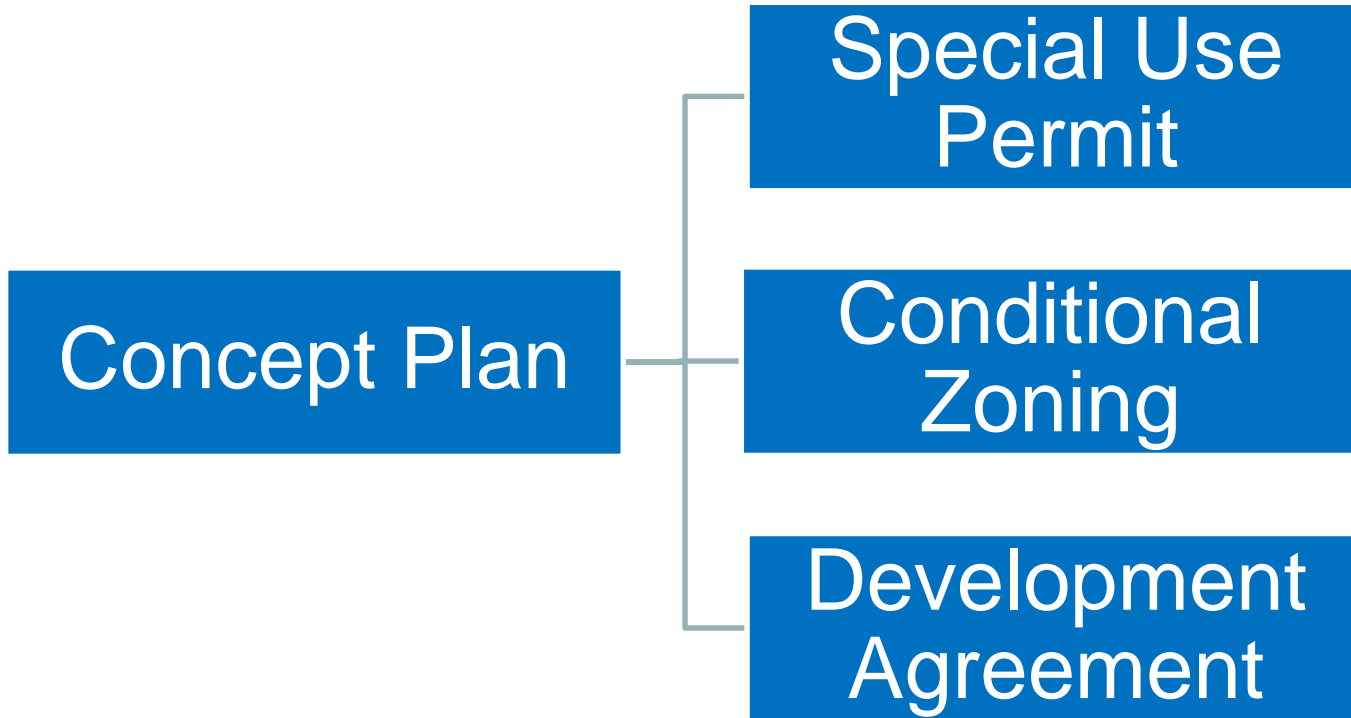 Concept Plan
Special Use
Permit
Conditional
Zoning
Development
Agreement